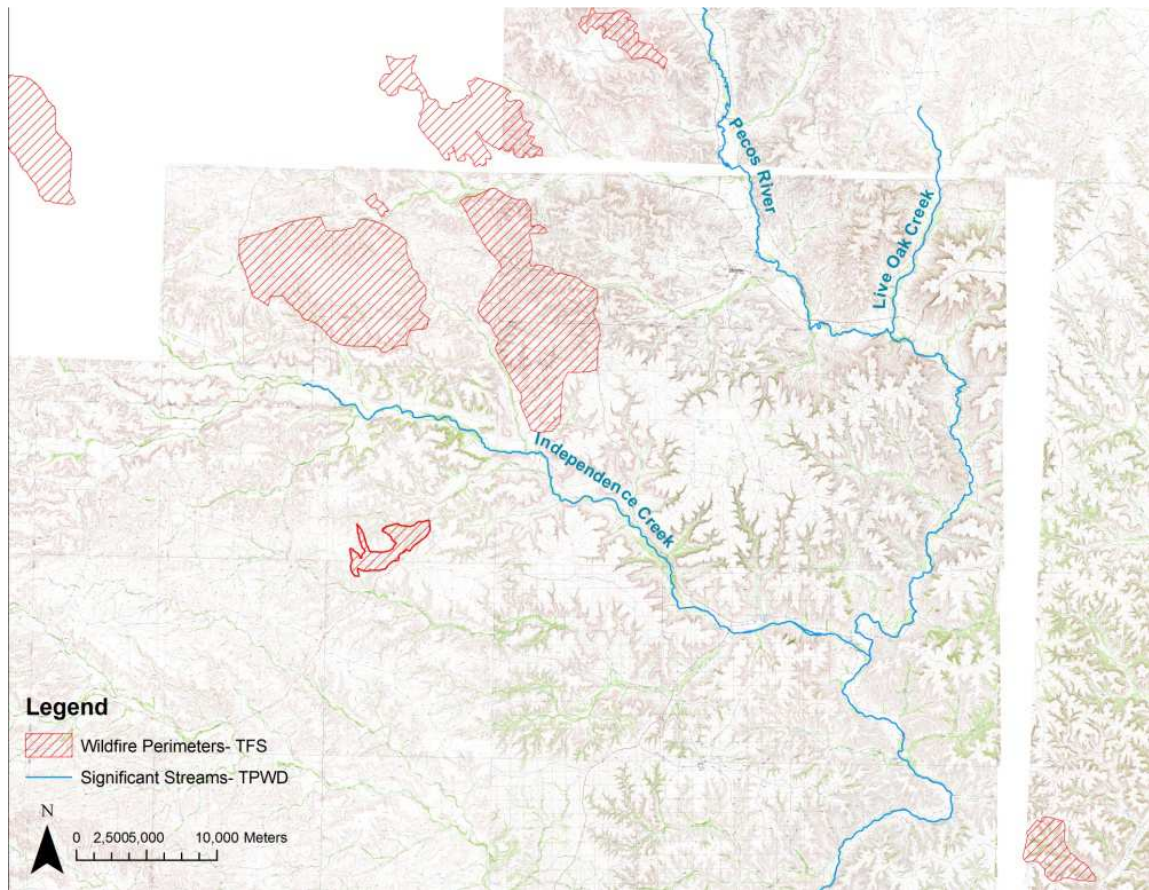 Pecos River
Live Oak Creek
Independence Creek
Legend
Wildfire Perimeters- TFS
Significant Streams- TPWD
N
0 2,5005,000 10,000 Meters